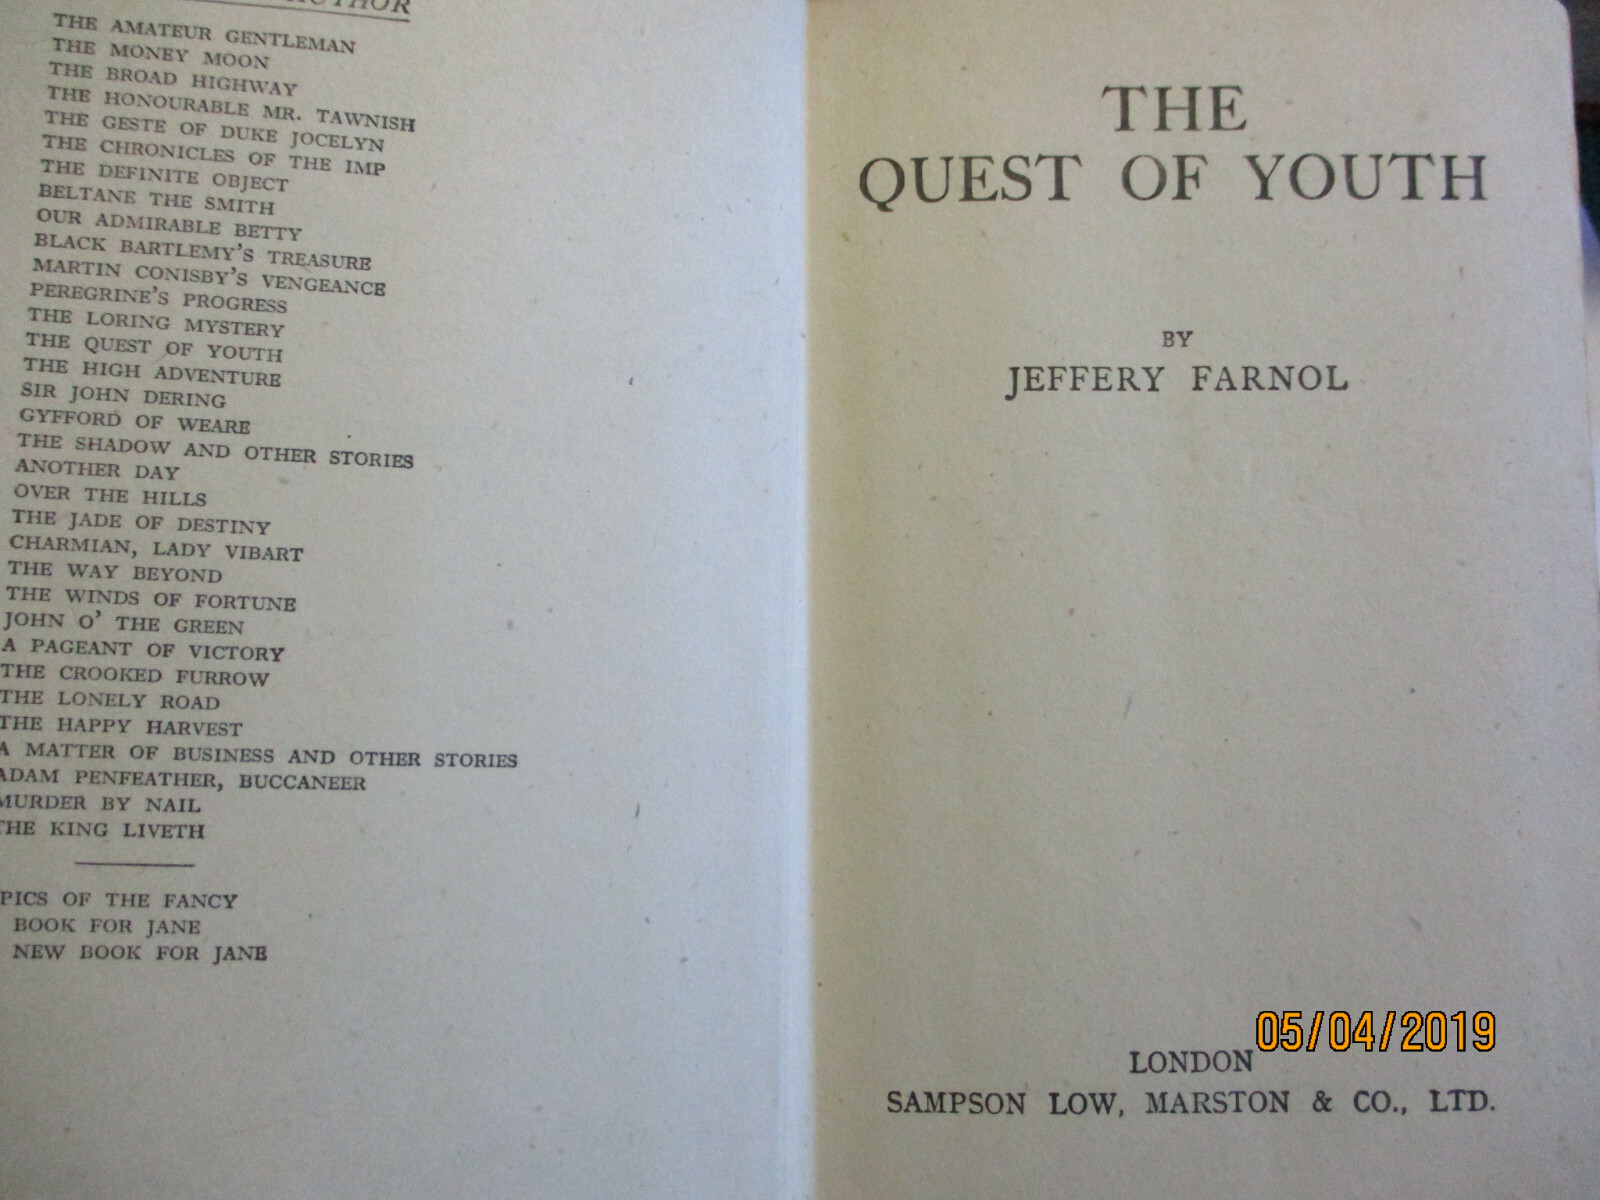 AUTHOR
THE AMATEUR GENTLEMAN
THE MONEY MOON
THE BROAD HIGHWAY
THE HONOURABLE MR. TAWNISH
THE GESTE OF DUKE JOCELYN
THE CHRONICLES OF THE IMP
THE DEFINITE OBJECT
BELTANE THE SMITH
OUR ADMIRABLE BETTY
BLACK BARTLEMY'S TREASURE
MARTIN CONISBY'S VENGEANCE
PEREGRINE'S PROGRESS
THE LORING MYSTERY
THE QUEST OF YOUTH
THE HIGH ADVENTURE
SIR JOHN DERING
GYFFORD OF WEARE
THE SHADOW AND OTHER STORIES
ANOTHER DAY
OVER THE HILLS
THE JADE OF DESTINY
CHARMIAN, LADY VIBART
THE WAY BEYOND
THE WINDS OF FORTUNE
JOHN O' THE GREEN
A PAGEANT OF VICTORY
THE CROOKED FURROW
THE LONELY ROAD
THE HAPPY HARVEST
A MATTER OF BUSINESS AND OTHER STORIES
ADAM PENFEATHER, BUCCANEER
MURDER BY NAIL
THE KING LIVETH
PICS OF THE FANCY
BOOK FOR JANE
NEW BOOK FOR JANE
THE
QUEST OF YOUTH
BY
JEFFERY FARNOL
05/04/2019
LONDON
SAMPSON LOW, MARSTON & CO., LTD.